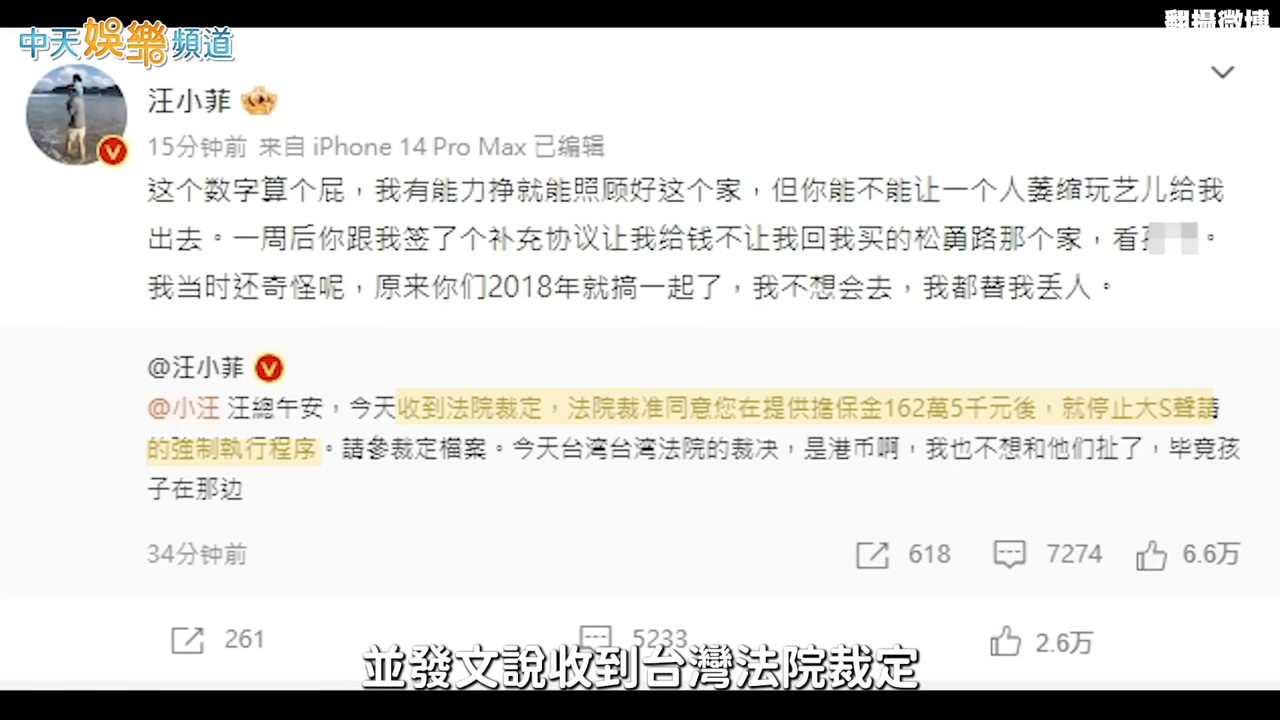 翻攝微博
中天娛樂頻道
汪小菲
15分钟前 来自 iPhone 14 Pro Max 已编辑
这个数字算个屁，我有能力挣就能照顾好这个家，但你能不能让一个人萎缩玩艺儿给我
出去。一周后你跟我签了个补充协议让我给钱不让我回我买的松勇路那个家，看 。
我当时还奇怪呢，原来你们2018年就搞一起了，我不想会去，我都替我丢人。
@汪小菲
@小汪 汪總午安，今天收到法院裁定，法院裁准同意您在提供擔保金162萬5千元後，就停止大S聲請
的強制執行程序。請參裁定檔案。今天台湾台湾法院的裁决，是港币啊，我也不想和他们扯了，毕竟孩
子在那边
34分钟前
618 7274 6.6万
261 5233 2.6万
並發文說收到台灣法院裁定